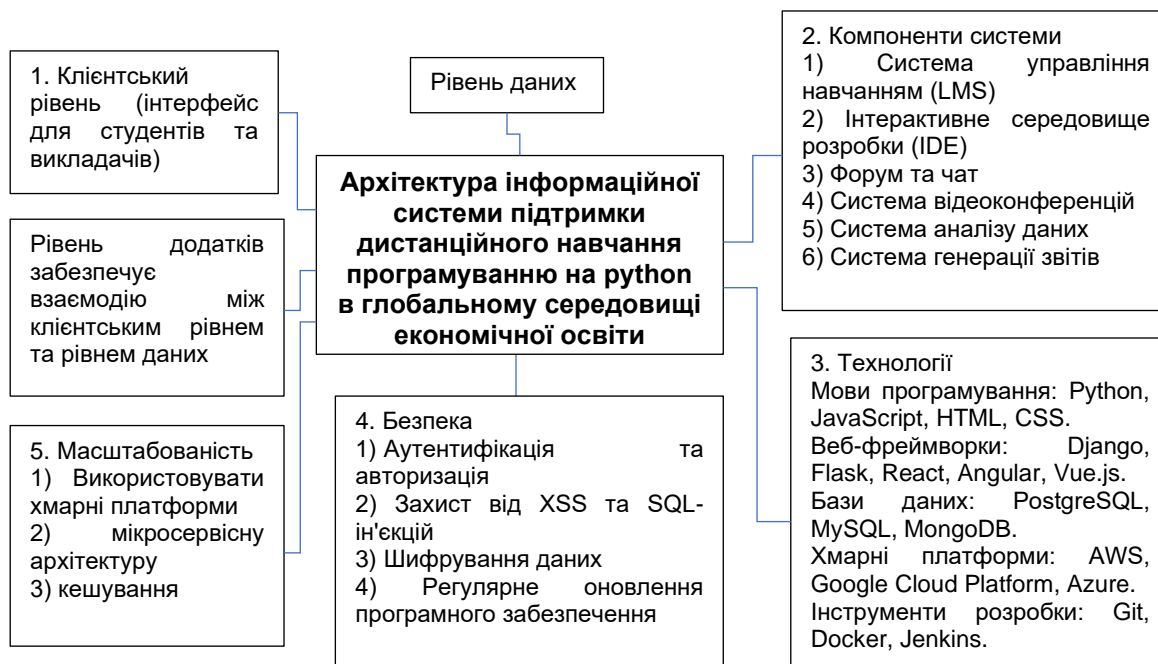 1. Клієнтський
рівень (інтерфейс
для студентів та
викладачів)
Рівень даних
2. Компоненти системи
1) Система управління
навчанням (LMS)
2) Інтерактивне середовище
розробки (IDE)
3) Форум та чат
4) Система відеоконференцій
5) Система аналізу даних
6) Система генерації звітів
Архітектура інформаційної
системи підтримки
дистанційного навчання
програмуванню на python
в глобальному середовищі
економічної освіти
Рівень додатків
забезпечує
взаємодію між
клієнтським рівнем
та рівнем даних
3. Технології
Мови програмування: Python,
JavaScript, HTML, CSS.
Веб-фреймворки: Django,
Flask, React, Angular, Vue.js.
Бази даних: PostgreSQL,
MySQL, MongoDB.
Хмарні платформи: AWS,
Google Cloud Platform, Azure.
Інструменти розробки: Git,
Docker, Jenkins.
4. Безпека
1) Аутентифікація та
авторизація
2) Захист від XSS та SQL-
ін'єкцій
3) Шифрування даних
4) Регулярне оновлення
програмного забезпечення
5. Масштабованість
1) Використовувати
хмарні платформи
2) мікросервісну
архітектуру
3) кешування